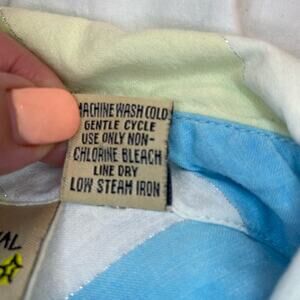 MACHINE WASH COLD
GENTLE CYCLE
USE ONLY NON-
CHLORINE BLEACH
LINE DRY
LOW STEAM IRON